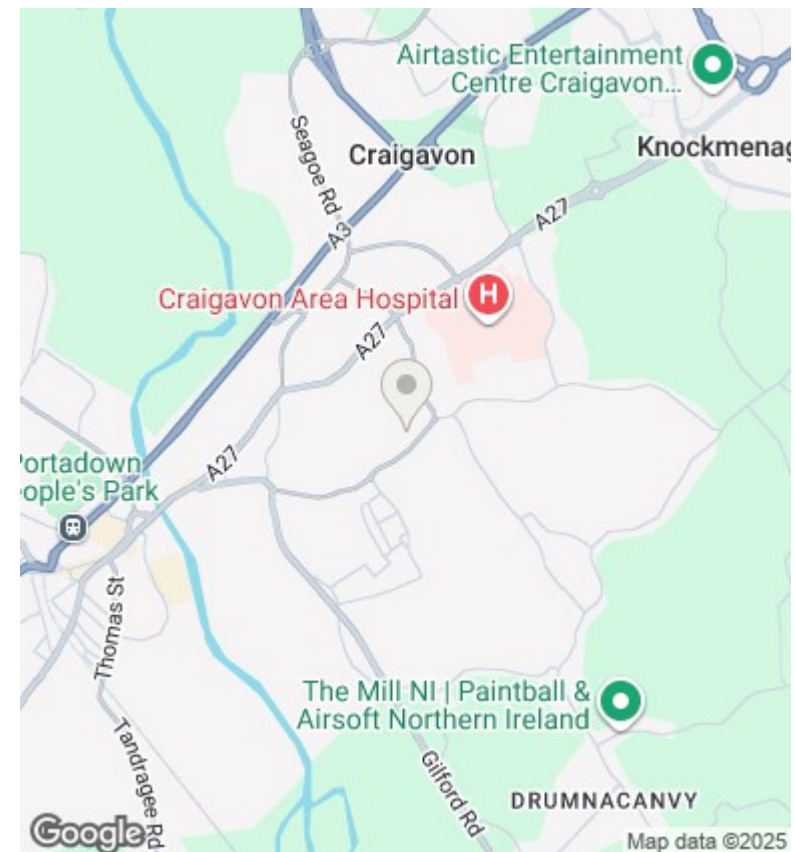 Airtastic Entertainment
Centre Craigavon...
Seagoe Rd
Craigavon
Knockmenag
A3
A27
Craigavon Area Hospital
H
A27
A27
Portadown
eople's Park
Thomas St
The Mill NI | Paintball &
Airsoft Northern Ireland
Tandragee Rd
Gilford Rd
DRUMNACANVY
Google
Map data ©2025